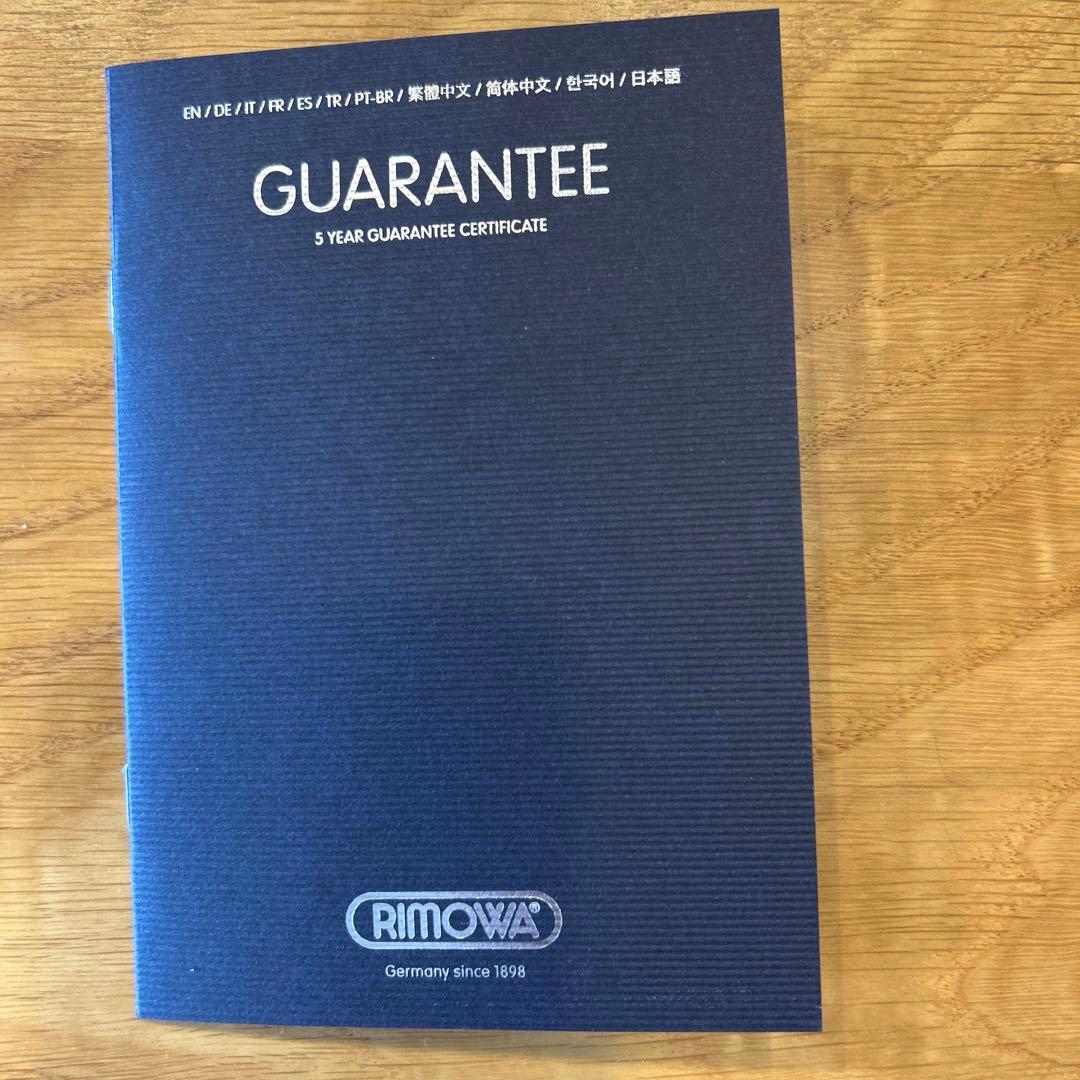 EN / DE / IT / FR / ES / TR / PT-BR / 繁體中文 / 简体中文 / 한국어 / 日本語
GUARANTEE
5 YEAR GUARANTEE CERTIFICATE
RIMOWA®
Germany since 1898